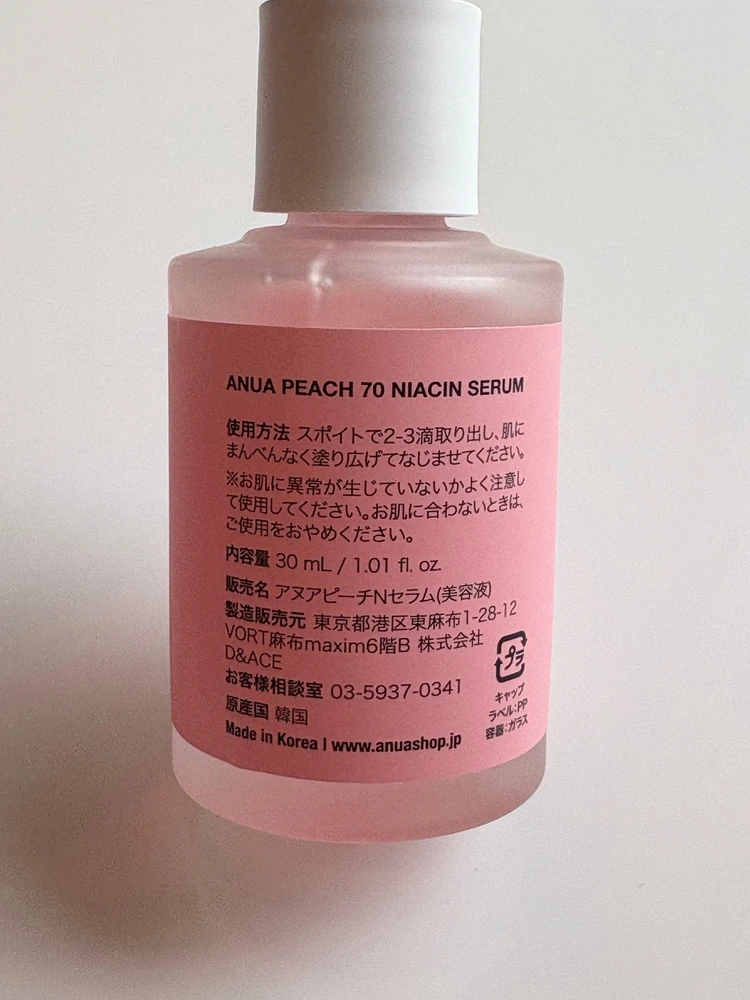 ANUA PEACH 70 NIACIN SERUM
使用方法 スポイトで2-3滴取り出し、肌に
まんべんなく塗り広げてなじませてください。
※お肌に異常が生じていないかよく注意し
て使用してください。お肌に合わないときは、
ご使用をおやめください。
内容量 30 mL / 1.01 fl. oz.
販売名 アヌアピーチNセラム(美容液)
製造販売元 東京都港区東麻布1-28-12
VORT麻布maxim6階B 株式会社
D&ACE
お客様相談室 03-5937-0341
原産国 韓国
Made in Korea | www.anuashop.jp
プラ
キャップ
ラベル:PP
容器:ガラス